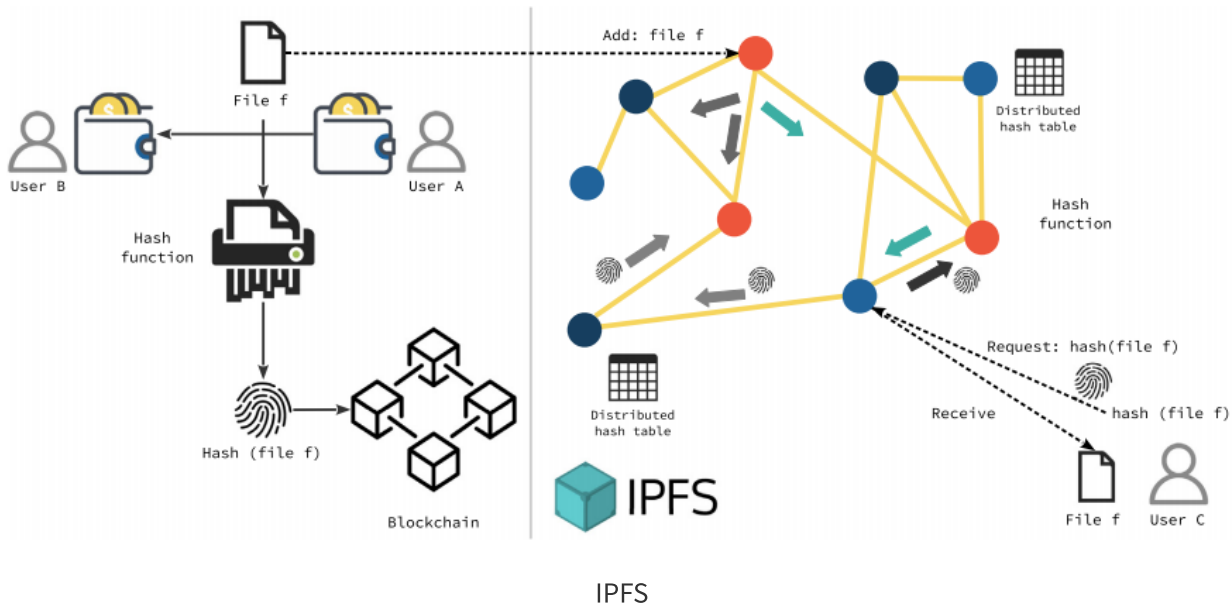 File f
User B
User A
Hash
function
Hash (file f)
Blockchain
Add: file f
Distributed
hash table
Hash
function
Distributed
hash table
Request: hash(file f)
hash (file f)
Receive
File f
User C
IPFS
IPFS